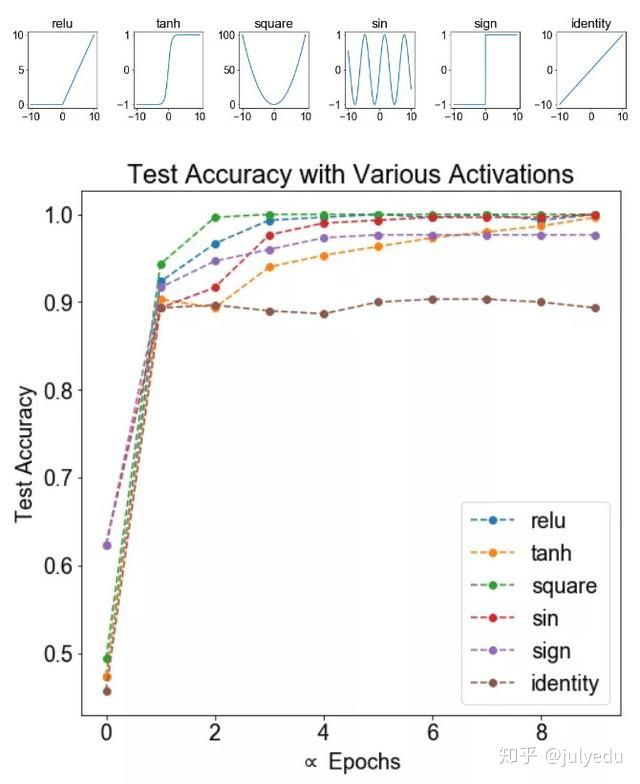 relu tanh square sin sign identity
10 1 100 1 1 10
5 0 50 0 0 0
0 −1 0 −1 −1 −10
−10 0 10 −10 0 10 −10 0 10 −10 0 10 −10 0 10 −10 0 10
Test Accuracy with Various Activations
1.0
0.9
0.8
0.7
0.6
0.5
Test Accuracy
relu
tanh
square
sin
sign
identity
0 2 4 6 8
∝ Epochs
知乎 @julyedu